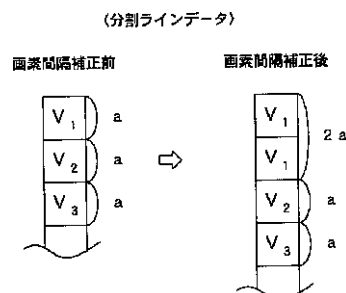 〈分割ラインデータ〉
画素間隔補正前
V1 a
V2 a
V3 a
⇨
画素間隔補正後
V1
V1
2a
V2 a
V3 a